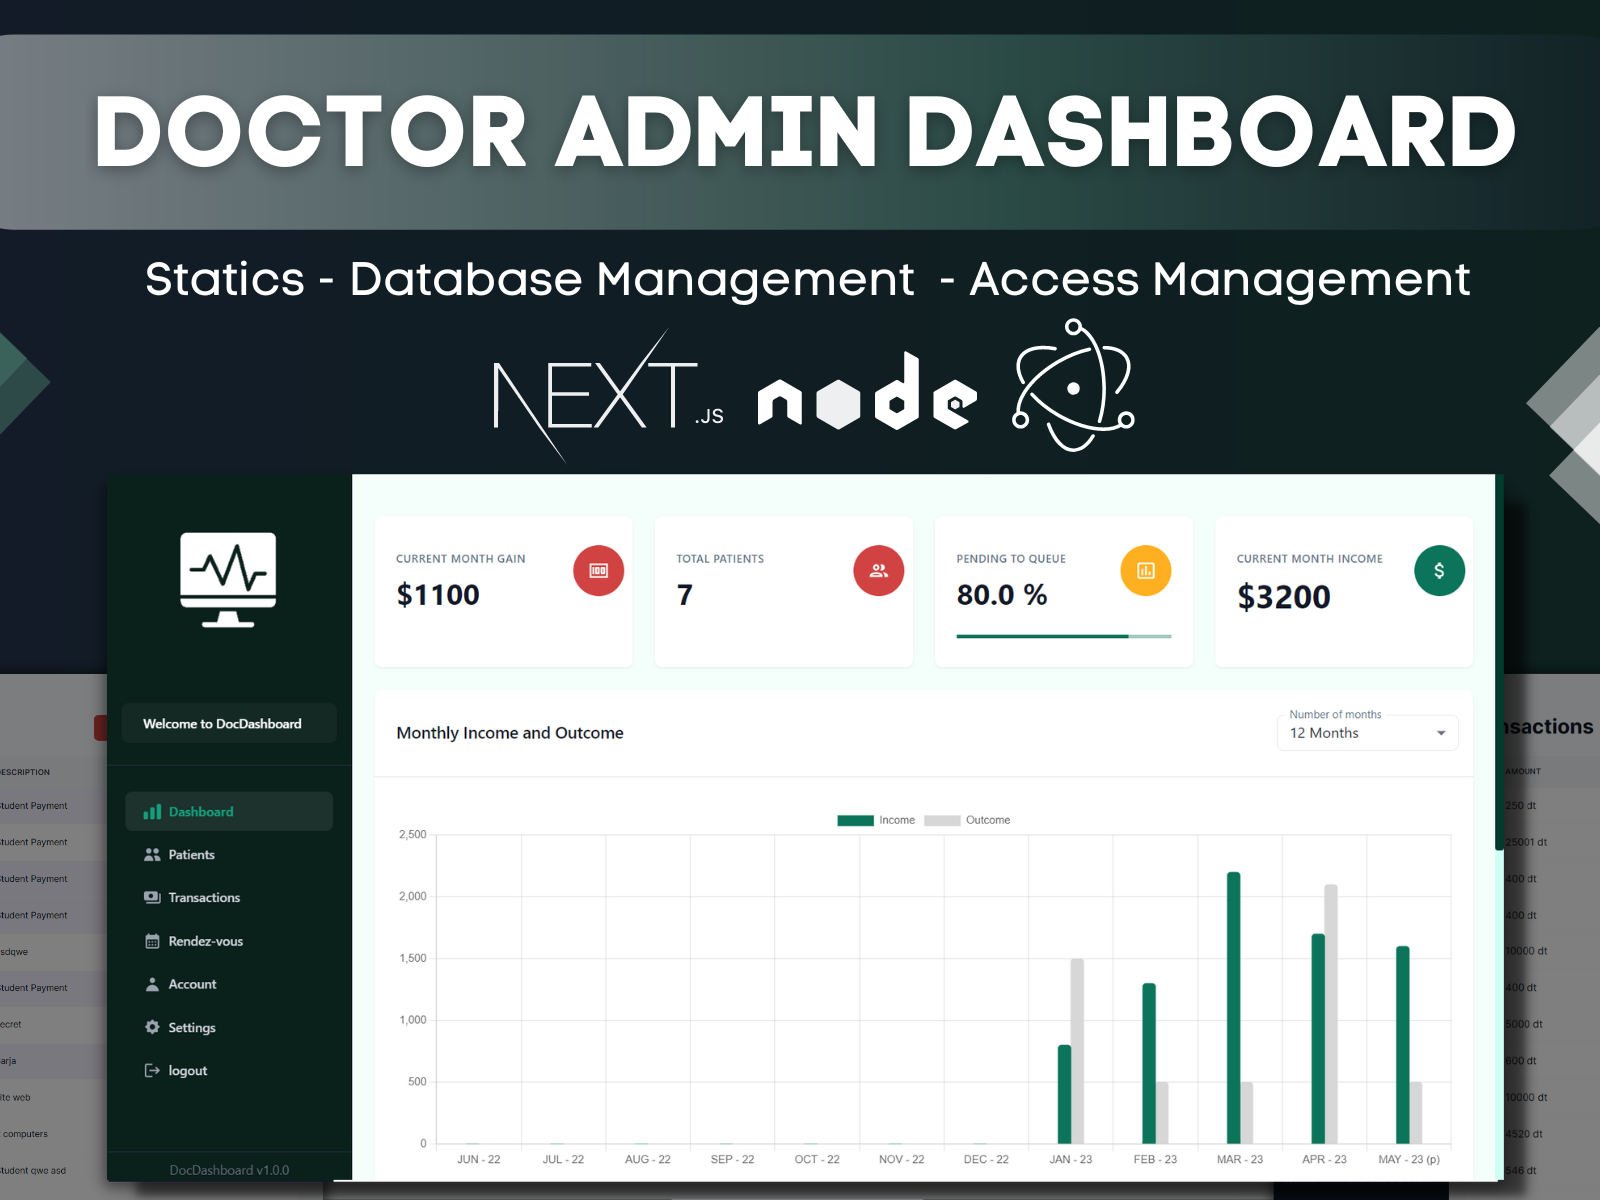 DOCTOR ADMIN DASHBOARD
Statics - Database Management - Access Management
NEXT.JS node
CURRENT MONTH GAIN
$1100
TOTAL PATIENTS
7
PENDING TO QUEUE
80.0 %
CURRENT MONTH INCOME
$3200
Welcome to DocDashboard
Dashboard
Patients
Transactions
Rendez-vous
Account
Settings
logout
DocDashboard v1.0.0
Monthly Income and Outcome
Number of months
12 Months
Income Outcome
2,500
2,000
1,500
1,000
500
0
JUN - 22 JUL - 22 AUG - 22 SEP - 22 OCT - 22 NOV - 22 DEC - 22 JAN - 23 FEB - 23 MAR - 23 APR - 23 MAY - 23 (p)
ESCRIPTION
Student Payment
Student Payment
Student Payment
Student Payment
sdqwe
Student Payment
ecret
arja
ite web
computers
Student qwe asd
nsactions
AMOUNT
250 dt
25001 dt
400 dt
400 dt
10000 dt
400 dt
5000 dt
600 dt
10000 dt
4520 dt
546 dt